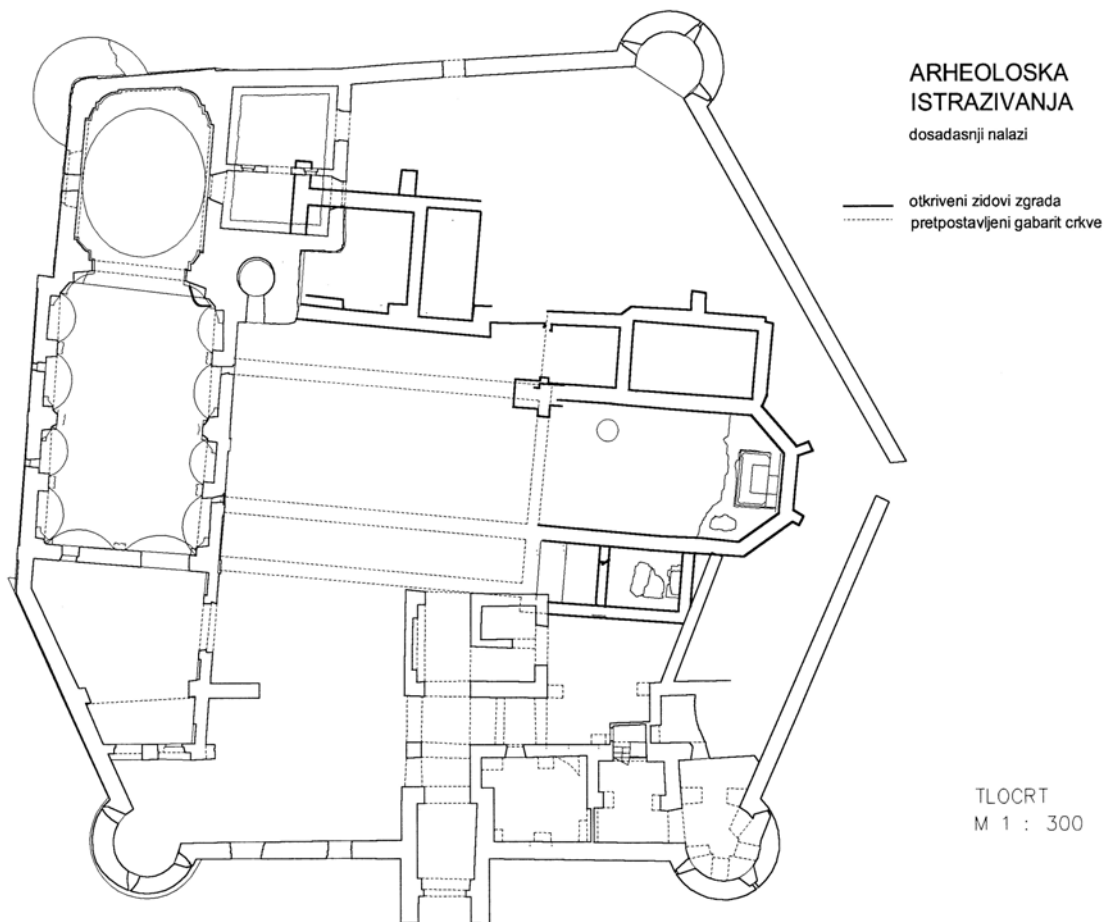 ARHEOLOSKA
ISTRAZIVANJA
dosadasnji nalazi
otkriveni zidovi zgrada
pretpostavljeni gabarit crkve
TLOCRT
M 1 : 300